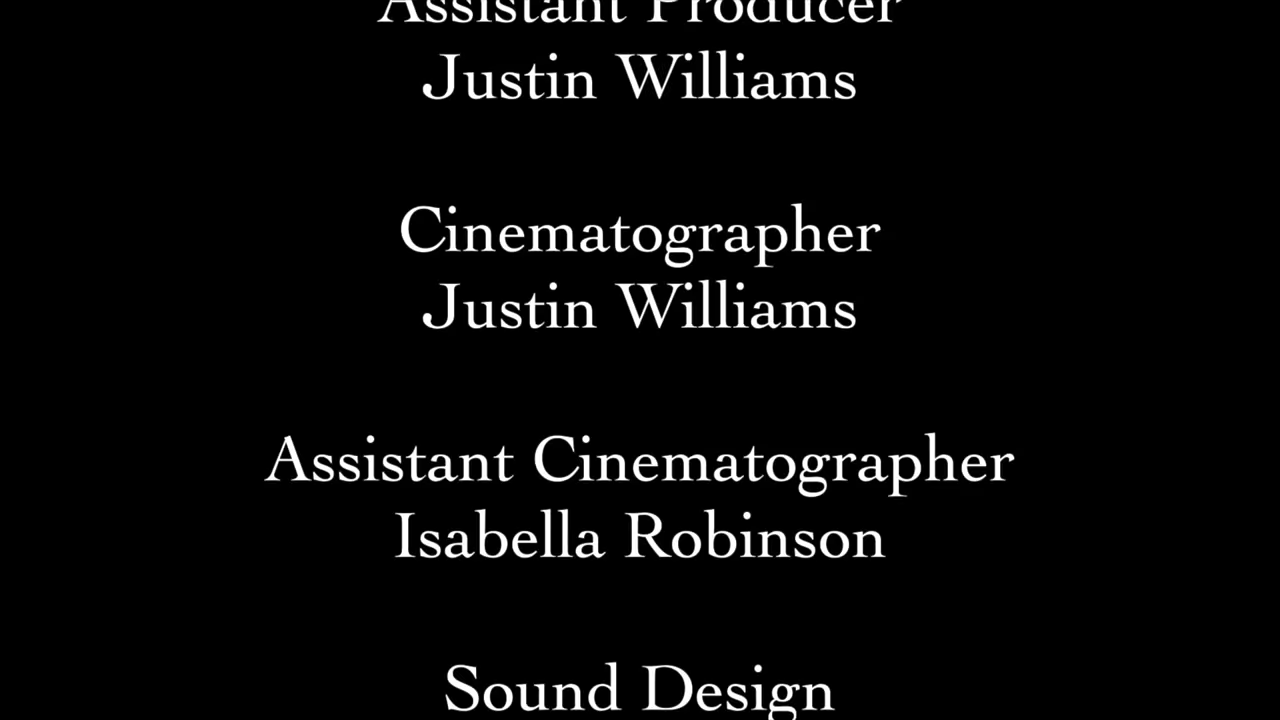 Assistant Producer
Justin Williams
Cinematographer
Justin Williams
Assistant Cinematographer
Isabella Robinson
Sound Design